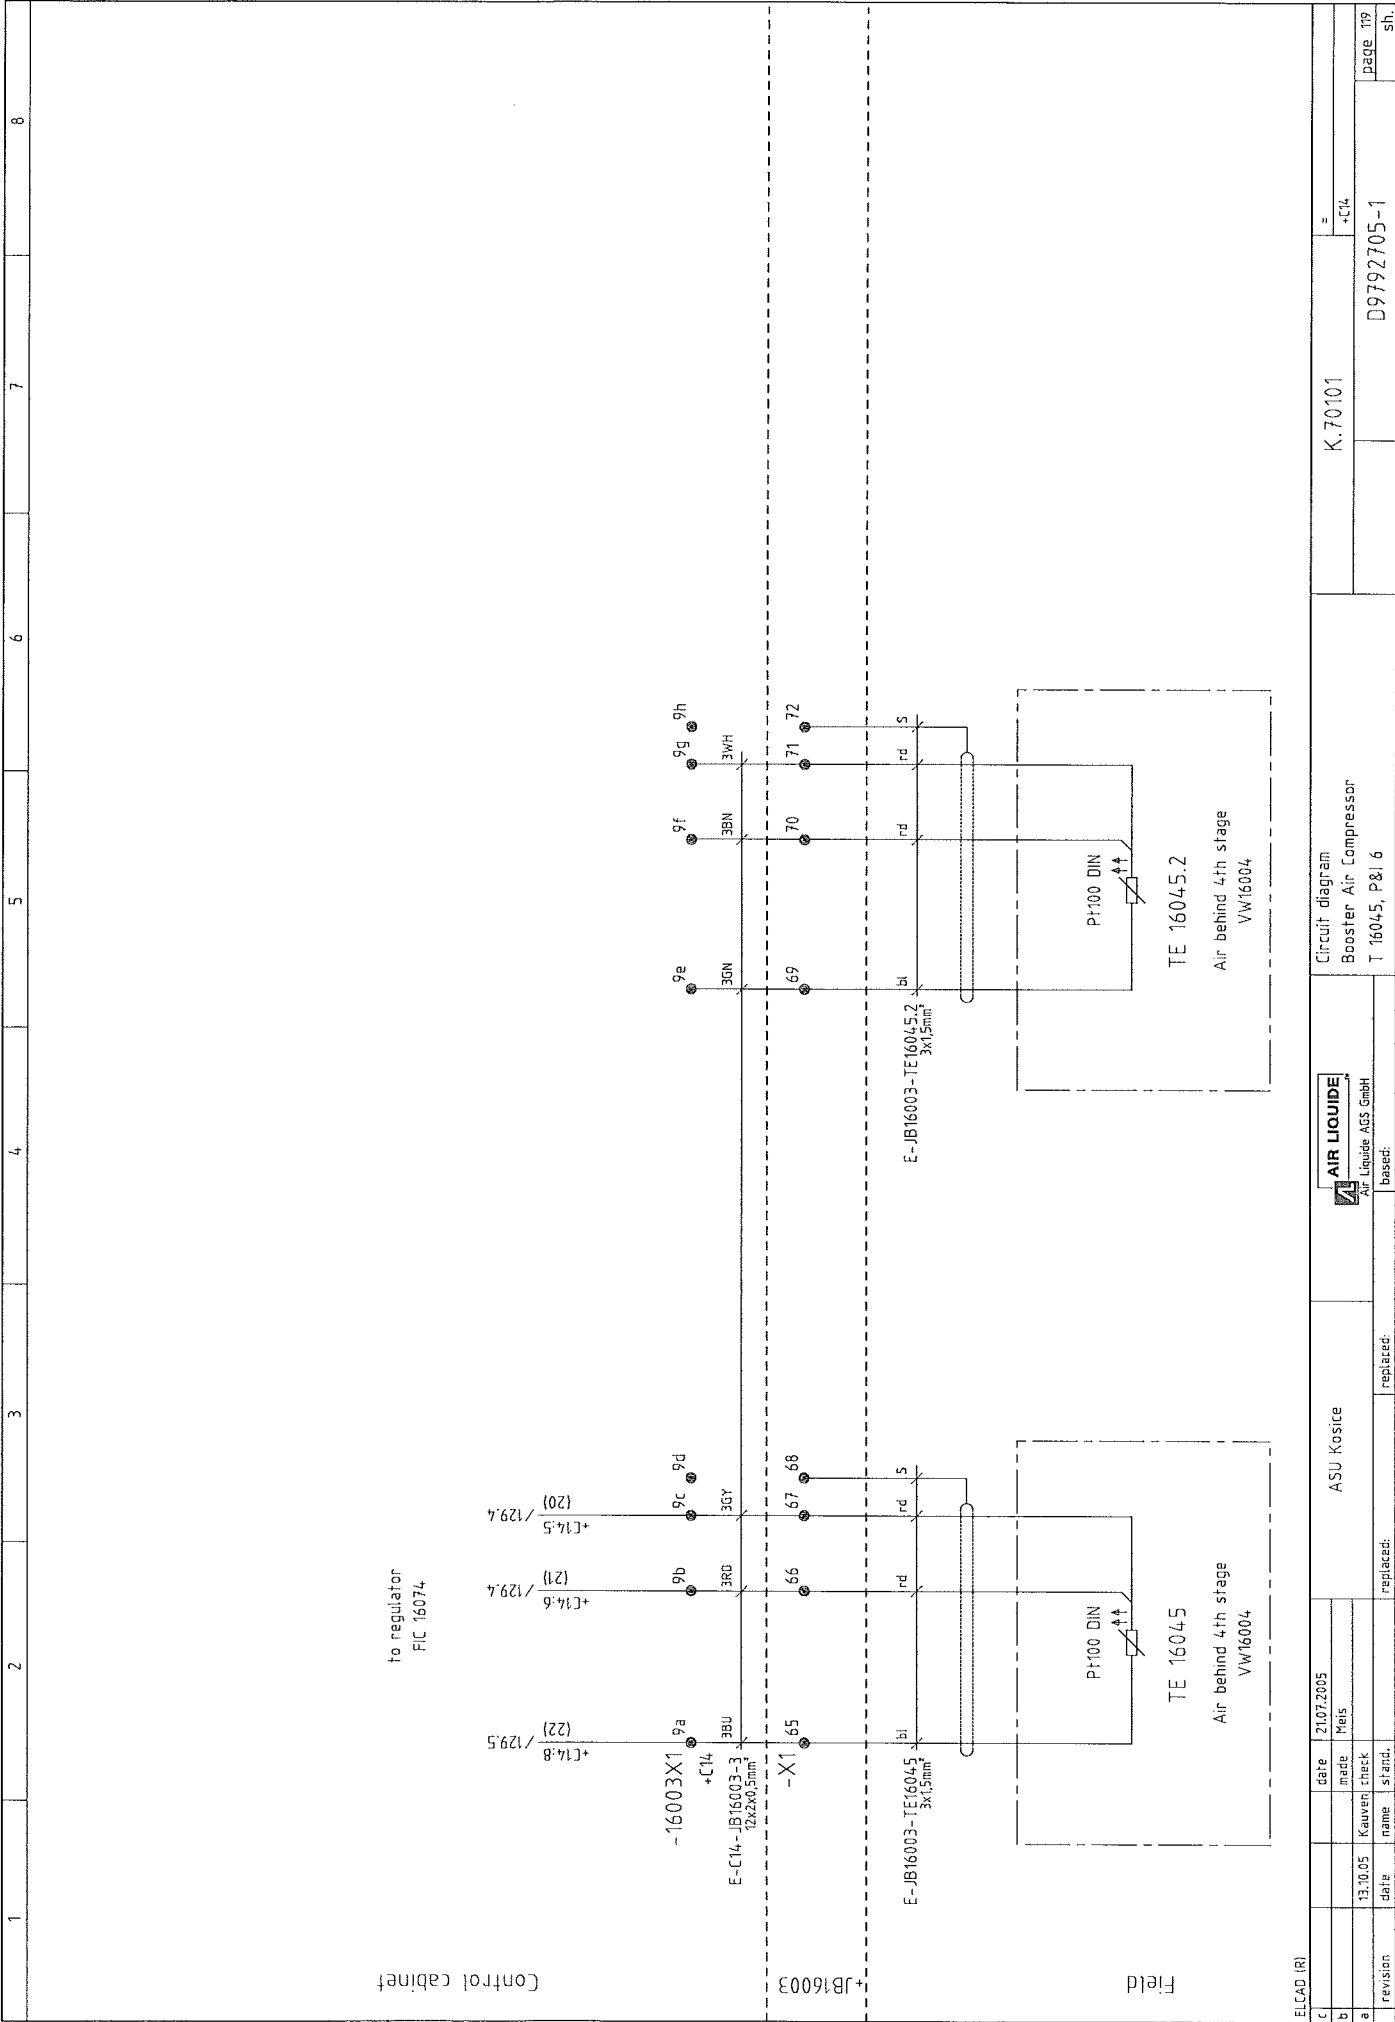 1 2 3 4 5 6 7 8
Control cabinet
to regulator
FIC 16074
129.5 / 129.4 / 129.4 /
(22) (21) (20)
+C14:8 +C14:6 +C14:5
-16003X1 9a 9b 9c 9d 9e 9f 9g 9h
+C14
3BU 3RD 3GY 3GN 3BN 3WH
E-C14-JB16003-3
12x2x0,5mm²
+JB16003
-X1 65 66 67 68 69 70 71 72
bl rd rd S bl rd rd S
E-JB16003-TE16045
3x1,5mm²
E-JB16003-TE16045.2
3x1,5mm²
Field
Pt100 DIN
TE 16045
Air behind 4th stage
VW16004
Pt100 DIN
TE 16045.2
Air behind 4th stage
VW16004
ELCAD (R)
c
b
a 13.10.05 Kauven
revision date name
date 21.07.2005
made Meis
check
stand.
ASU Kosice
replaced:
replaced:
AIR LIQUIDE
Air Liquide AGS GmbH
based:
Circuit diagram
Booster Air Compressor
T 16045, P&I 6
K.70101
=
+C14
D9792705-1
page 119
sh.